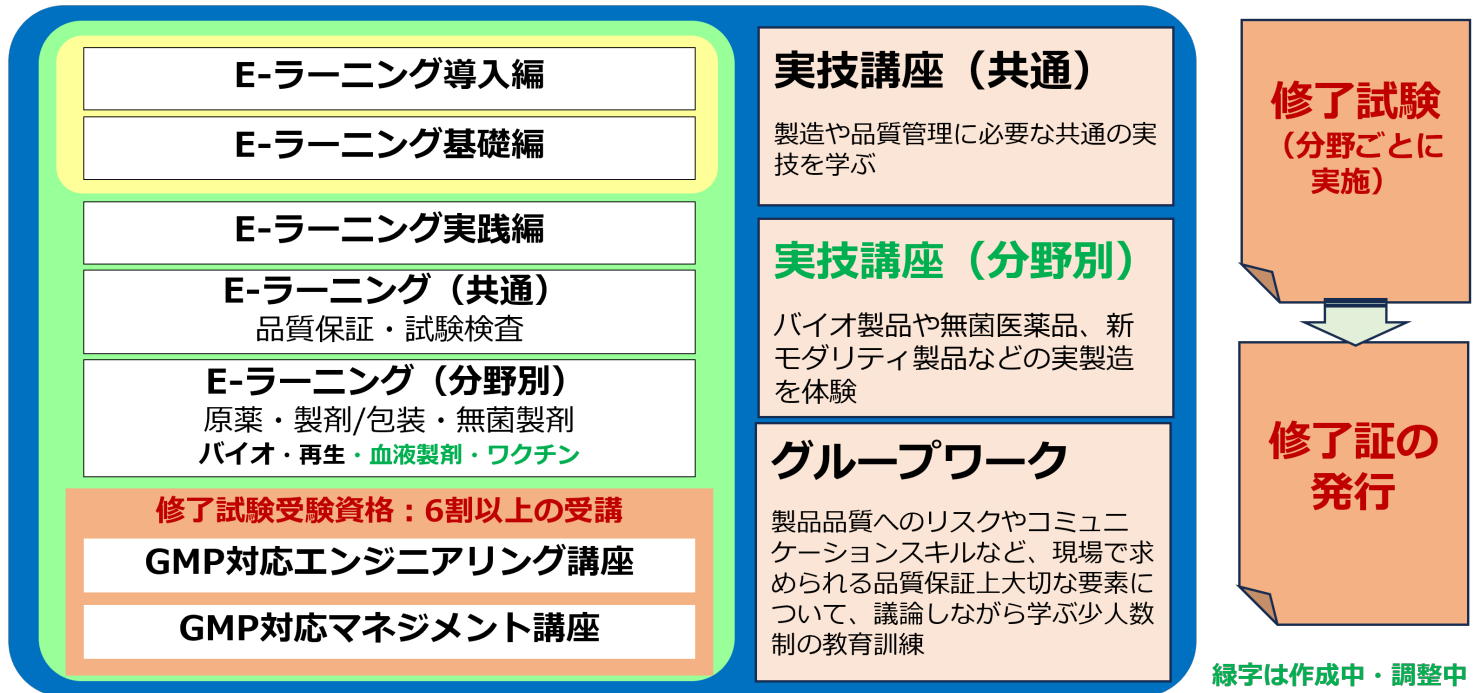 E-ラーニング導入編
E-ラーニング基礎編
E-ラーニング実践編
E-ラーニング（共通）
品質保証・試験検査
E-ラーニング（分野別）
原薬・製剤/包装・無菌製剤
バイオ・再生・血液製剤・ワクチン
修了試験受験資格：6割以上の受講
GMP対応エンジニアリング講座
GMP対応マネジメント講座
実技講座（共通）
製造や品質管理に必要な共通の実
技を学ぶ
実技講座（分野別）
バイオ製品や無菌医薬品、新
モダリティ製品などの実製造
を体験
グループワーク
製品品質へのリスクやコミュニ
ケーションスキルなど、現場で求
められる品質保証上大切な要素に
ついて、議論しながら学ぶ少人数
制の教育訓練
修了試験
（分野ごとに
実施）
修了証の
発行
緑字は作成中・調整中